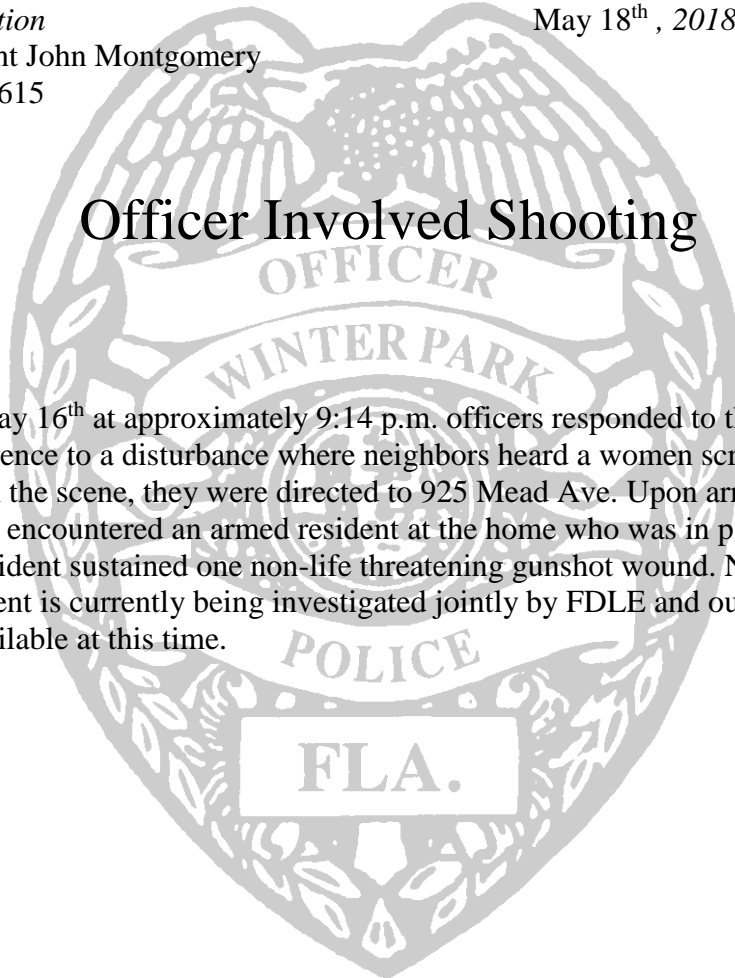 tion May 18th , 2018
nt John Montgomery
615
Officer Involved Shooting
OFFICER
WINTER PARK
ay 16th at approximately 9:14 p.m. officers responded to th
ence to a disturbance where neighbors heard a women scr
the scene, they were directed to 925 Mead Ave. Upon arr
encountered an armed resident at the home who was in p
ident sustained one non-life threatening gunshot wound. N
ent is currently being investigated jointly by FDLE and ou
ilable at this time.
POLICE
FLA.